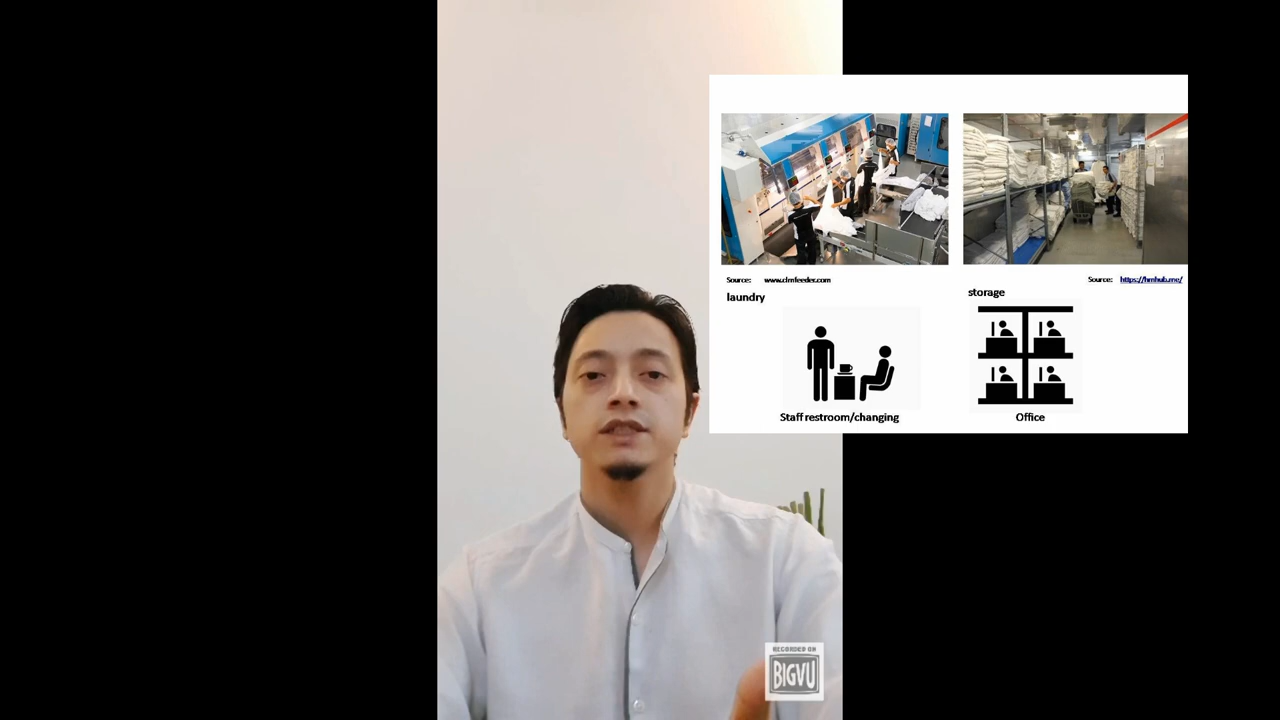 Source: www.clmfeeder.com
Source: https://hmhub.me/
laundry
storage
Staff restroom/changing
Office
RECORDED ON
BIGVU